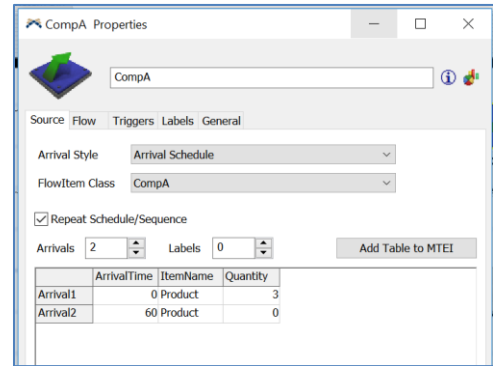 CompA Properties
CompA
Source Flow Triggers Labels General
Arrival Style Arrival Schedule
FlowItem Class CompA
Repeat Schedule/Sequence
Arrivals 2 Labels 0 Add Table to MTEI
ArrivalTime ItemName Quantity
Arrival1 0 Product 3
Arrival2 60 Product 0